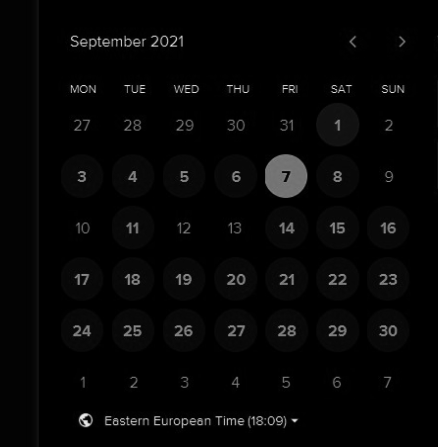 September 2021
MON TUE WED THU FRI SAT SUN
27 28 29 30 31 1 2
3 4 5 6 7 8 9
10 11 12 13 14 15 16
17 18 19 20 21 22 23
24 25 26 27 28 29 30
1 2 3 4 5 6 7
Eastern European Time (18:09)